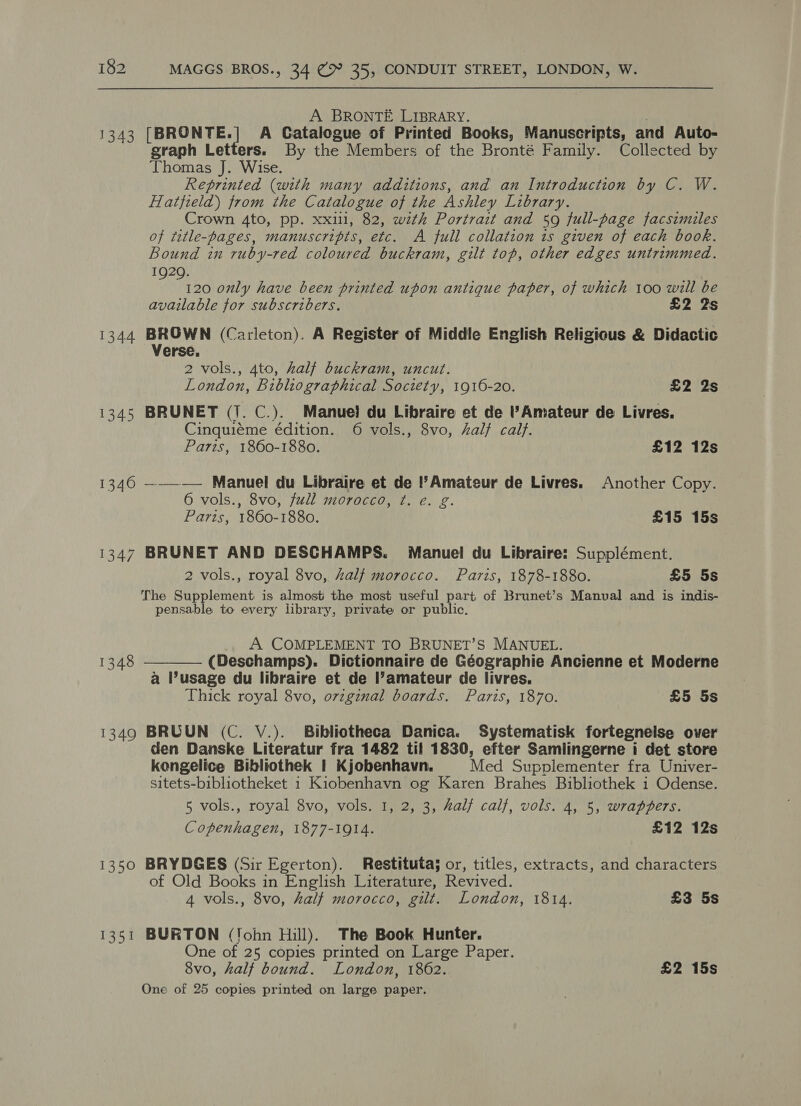 182 MAGGS BROS., 34 & 35, CONDUIT STREET, LONDON, W.
A BRONTË LIBRARY.
1343 [BRONTE.] A Catalogue of Printed Books, Manuscripts, and Auto-
graph Letters. By the Members of the Bronté Family. Collected by
Thomas J. Wise.
Reprinted (with many additions, and an Introduction by C. W.
Hatfield) from the Catalogue of the Ashley Library.
Crown 4to, pp. xxiii, 82, with Portrait and 59 full-page facsimiles
of title-pages, manuscripts, etc. A full collation is given of each book.
Bound in ruby-red coloured buckram, gilt top, other edges untrimmed.
1929.
120 only have been printed upon antique paper, of which 100 will be
available for subscribers. £2 2s
1344 BROWN (Carleton). A Register of Middle English Religious & Didactic
Verse.
2 vols., 4to, half buckram, uncut.
London, Bibliographical Society, 1916-20. £2 2s
1345 BRUNET (J. C.). Manuel du Libraire et de l'Amateur de Livres.
Cinquiéme édition. 6 vols., 8vo, half calf.
Paris, 1860-1880. £12 12s
1346 ——— Manuel du Libraire et de l'Amateur de Livres. Another Copy.
6 vols., 8vo, full morocco, t. e. g.
Paris, 1860-1880. £15 15s
1347 BRUNET AND DESCHAMPS. Manuel du Libraire: Supplément.
2 vols., royal 8vo, half morocco. Paris, 1878-1880. £5 5s
The Supplement is almost the most useful part of Brunet's Manual and is indis-
pensable to every library, private or public.
A COMPLEMENT TO BRUNET'S MANUEL.
1348 ——— (Deschamps). Dictionnaire de Géographie Ancienne et Moderne
à l'usage du libraire et de l'amateur de livres.
Thick royal 8vo, original boards. Paris, 1870. £5 5s
1349 BRUUN (C. V.). Bibliotheca Danica. Systematisk fortegnelse over
den Danske Literatur fra 1482 til 1830, efter Samlingerne i det store
kongelice Bibliothek I Kjobenhavn. Med Supplementer fra Univer-
sitets-bibliotheket i Kiobenhavn og Karen Brahes Bibliothek i Odense.
5 vols., royal 8vo, vols. 1, 2, 3, half calf, vols. 4, 5, wrappers.
Copenhagen, 1877-1914. £12 12s
1350 BRYDGES (Sir Egerton). Restituta; or, titles, extracts, and characters
of Old Books in English Literature, Revived.
4 vols., 8vo, half morocco, gilt. London, 1814. £3 5s
1351 BURTON (John Hill). The Book Hunter.
One of 25 copies printed on Large Paper.
8vo, half bound. London, 1862. £2 15s
One of 25 copies printed on large paper.